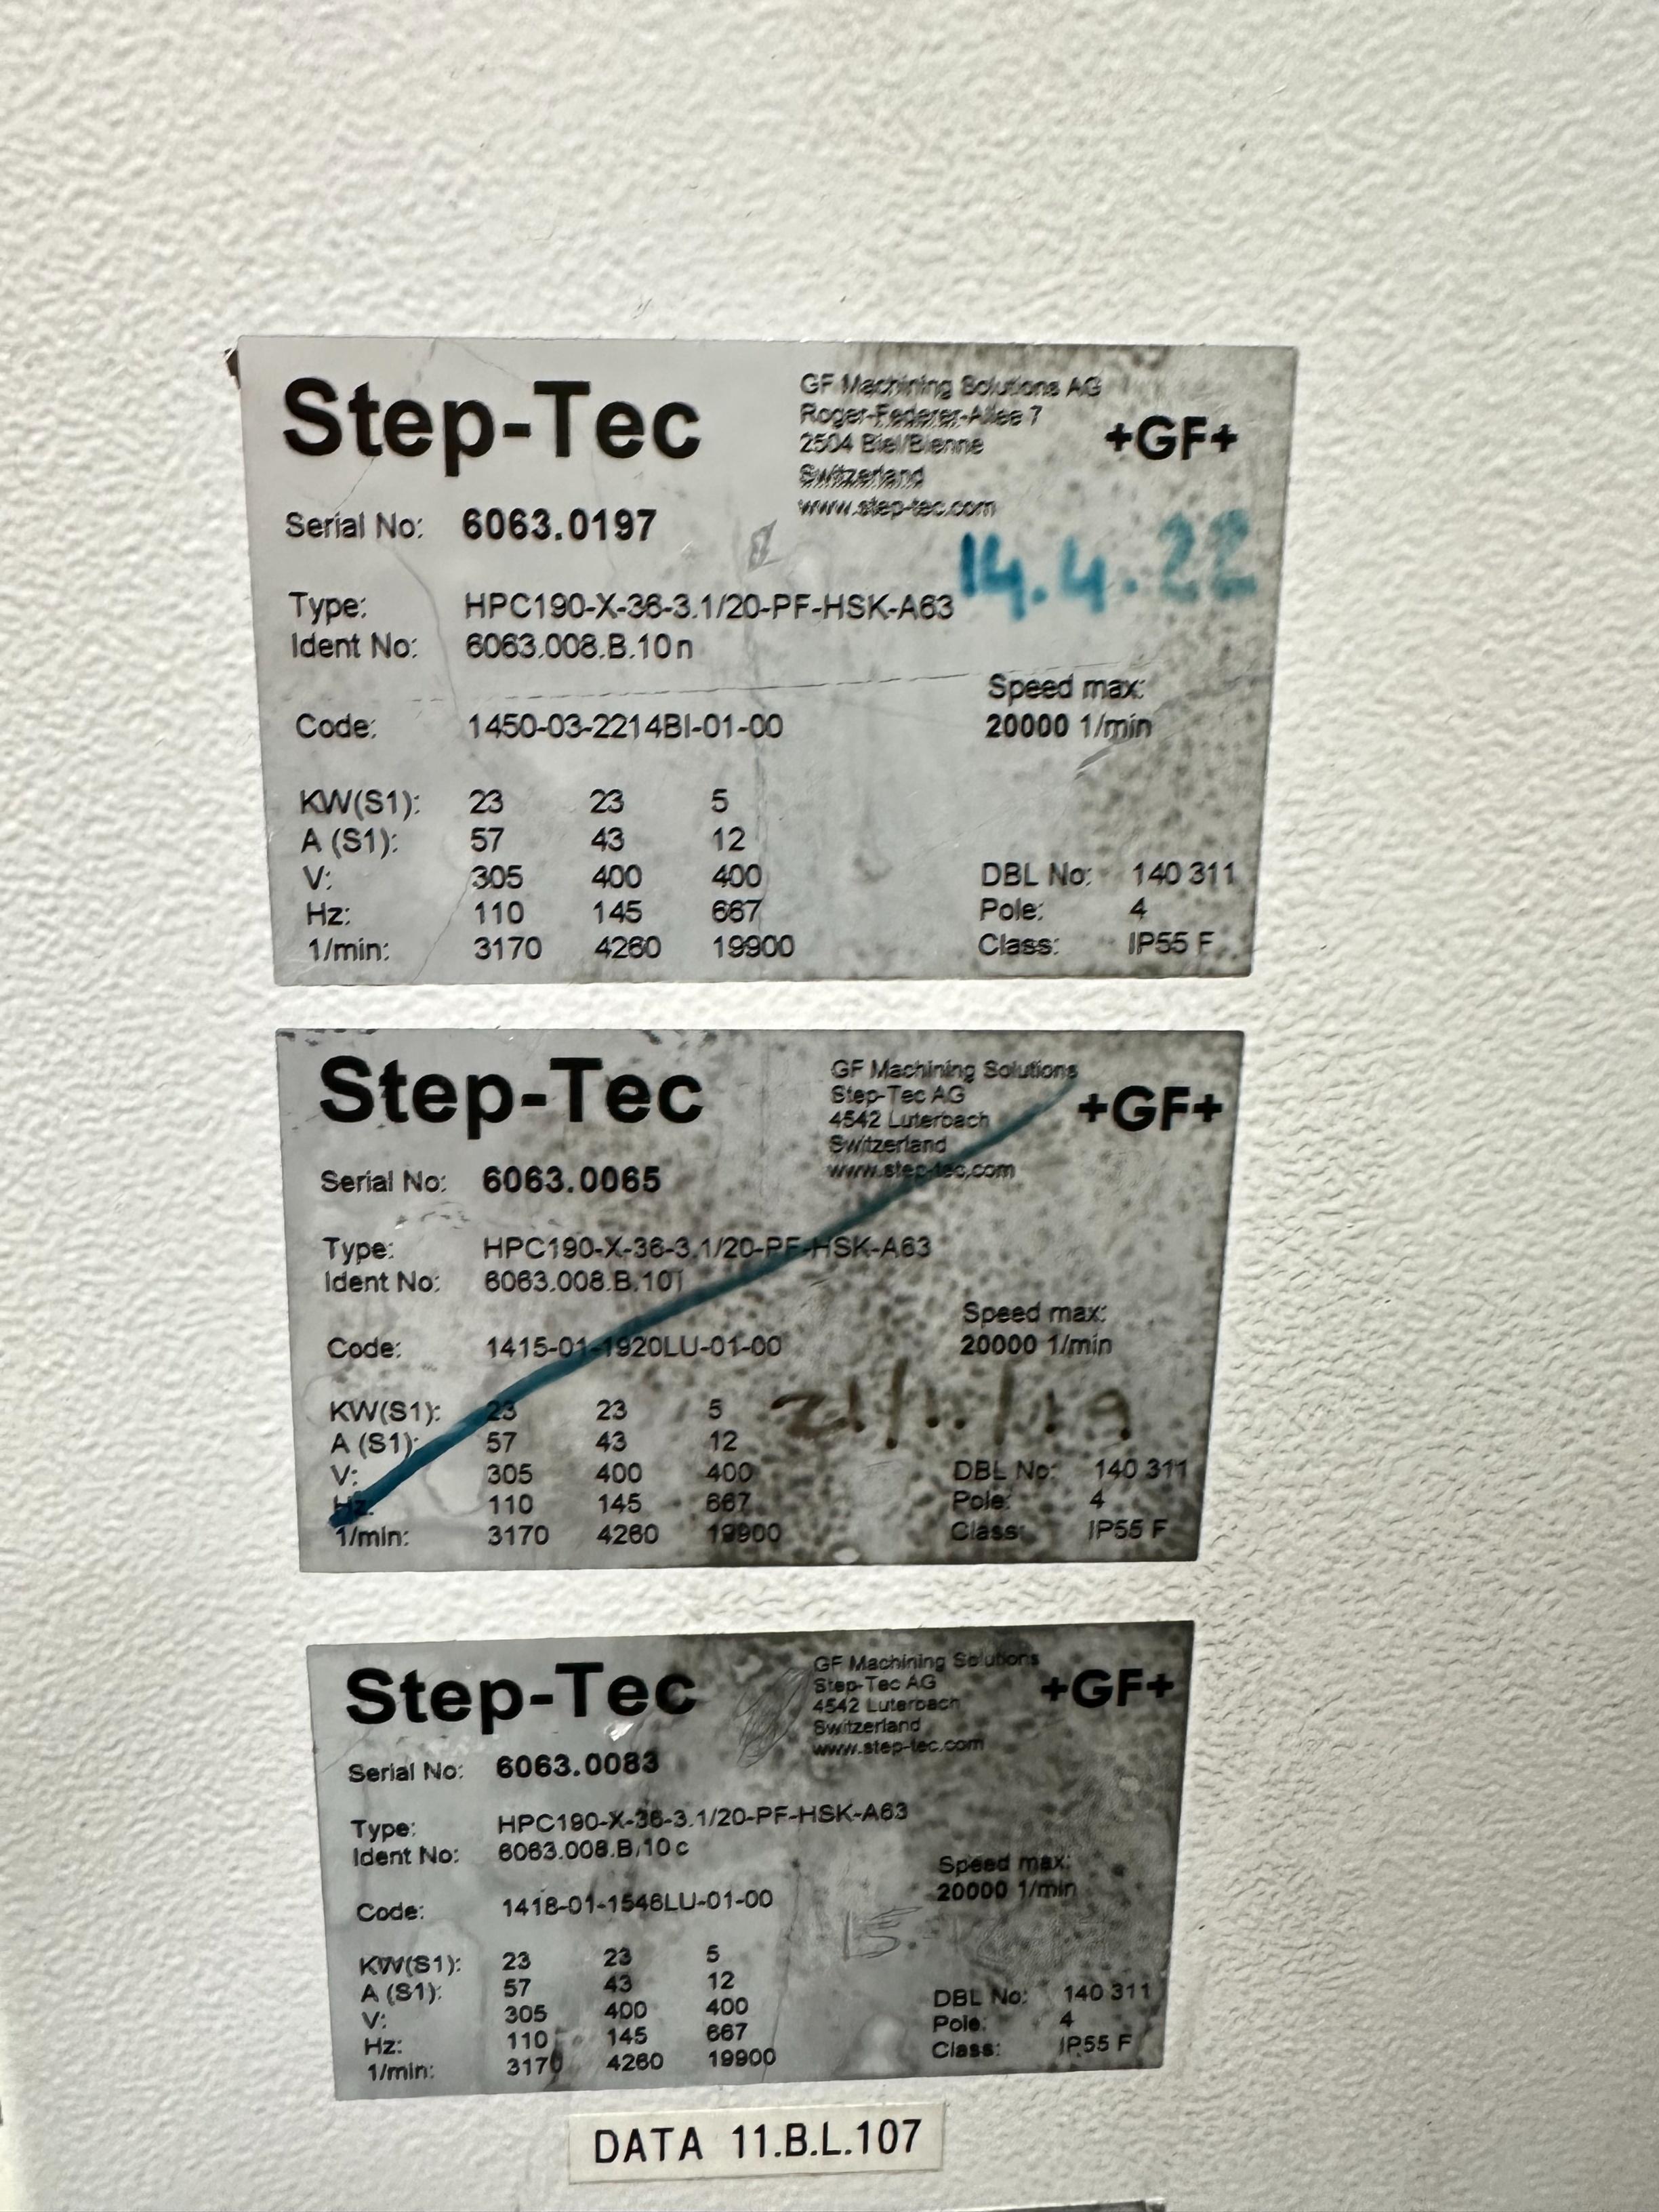 Step-Tec
GF Machining Solutions AG
Roger-Federer-Allee 7
2504 Biel/Bienne
Switzerland
www.step-tec.com
+GF+
Serial No: 6063.0197
14.4.22
Type: HPC190-X-36-3.1/20-PF-HSK-A63
Ident No: 6063.008.B.10n
Speed max:
Code: 1450-03-2214BI-01-00 20000 1/min
KW(S1): 23 23 5
A (S1): 57 43 12
V: 305 400 400 DBL No: 140 311
Hz: 110 145 667 Pole: 4
1/min: 3170 4260 19900 Class: IP55 F
Step-Tec
GF Machining Solutions
Step-Tec AG
4542 Luterbach
Switzerland
www.step-tec.com
+GF+
Serial No: 6063.0065
Type: HPC190-X-36-3.1/20-PF-HSK-A63
Ident No:
Speed max:
Code: 1415-01-1920LU-01-00 20000 1/min
KW(S1): 23 23 5
A (S1): 57 43 12
V: 305 400 400 DBL No: 140 311
Hz: 110 145 667 Pole: 4
1/min: 3170 4260 19900 Class: IP55 F
Step-Tec
GF Machining Solutions
Step-Tec AG
4542 Luterbach
Switzerland
www.step-tec.com
+GF+
Serial No: 6063.0083
Type: HPC190-X-36-3.1/20-PF-HSK-A63
Ident No: 6063.008.B.10c
Speed max:
20000 1/min
Code: 1418-01-1546LU-01-00
KW(S1): 23 23 5
A (S1): 57 43 12
V: 305 400 400 DBL No: 140 311
Hz: 110 145 667 Pole: 4
1/min: 3170 4260 19900 Class: IP55 F
DATA 11.B.L.107